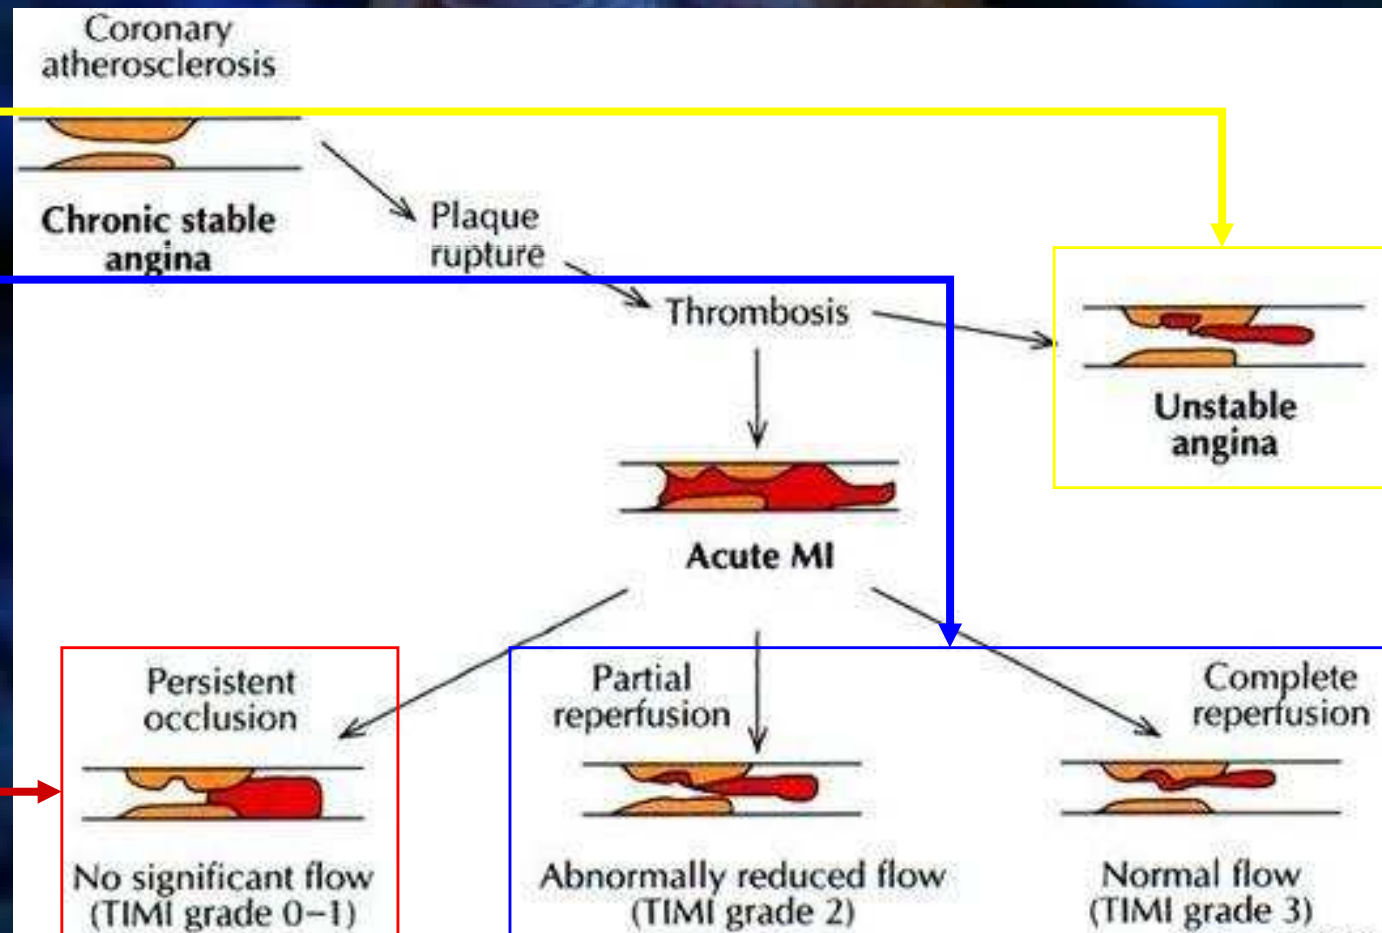 Coronary
atherosclerosis
Chronic stable
angina
Plaque
rupture
Thrombosis
Unstable
angina
Acute MI
Persistent
occlusion
No significant flow
(TIMI grade 0–1)
Partial
reperfusion
Abnormally reduced flow
(TIMI grade 2)
Complete
reperfusion
Normal flow
(TIMI grade 3)